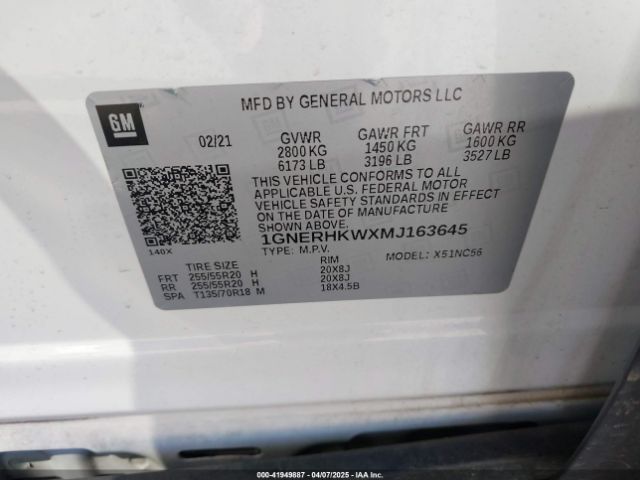 GM
MFD BY GENERAL MOTORS LLC
02/21 GVWR GAWR FRT GAWR RR
2800 KG 1450 KG 1600 KG
6173 LB 3196 LB 3527 LB
THIS VEHICLE CONFORMS TO ALL
APPLICABLE U.S. FEDERAL MOTOR
VEHICLE SAFETY STANDARDS IN EFFECT
ON THE DATE OF MANUFACTURE
SHOWN ABOVE.
1GNERHKWXMJ163645
140X
TYPE: M.P.V. MODEL: X51NC56
TIRE SIZE RIM
FRT 255/55R20 H 20X8J
RR 255/55R20 H 20X8J
SPA T135/70R18 M 18X4.5B
000-41949887 - 04/07/2025 - IAAI.COM